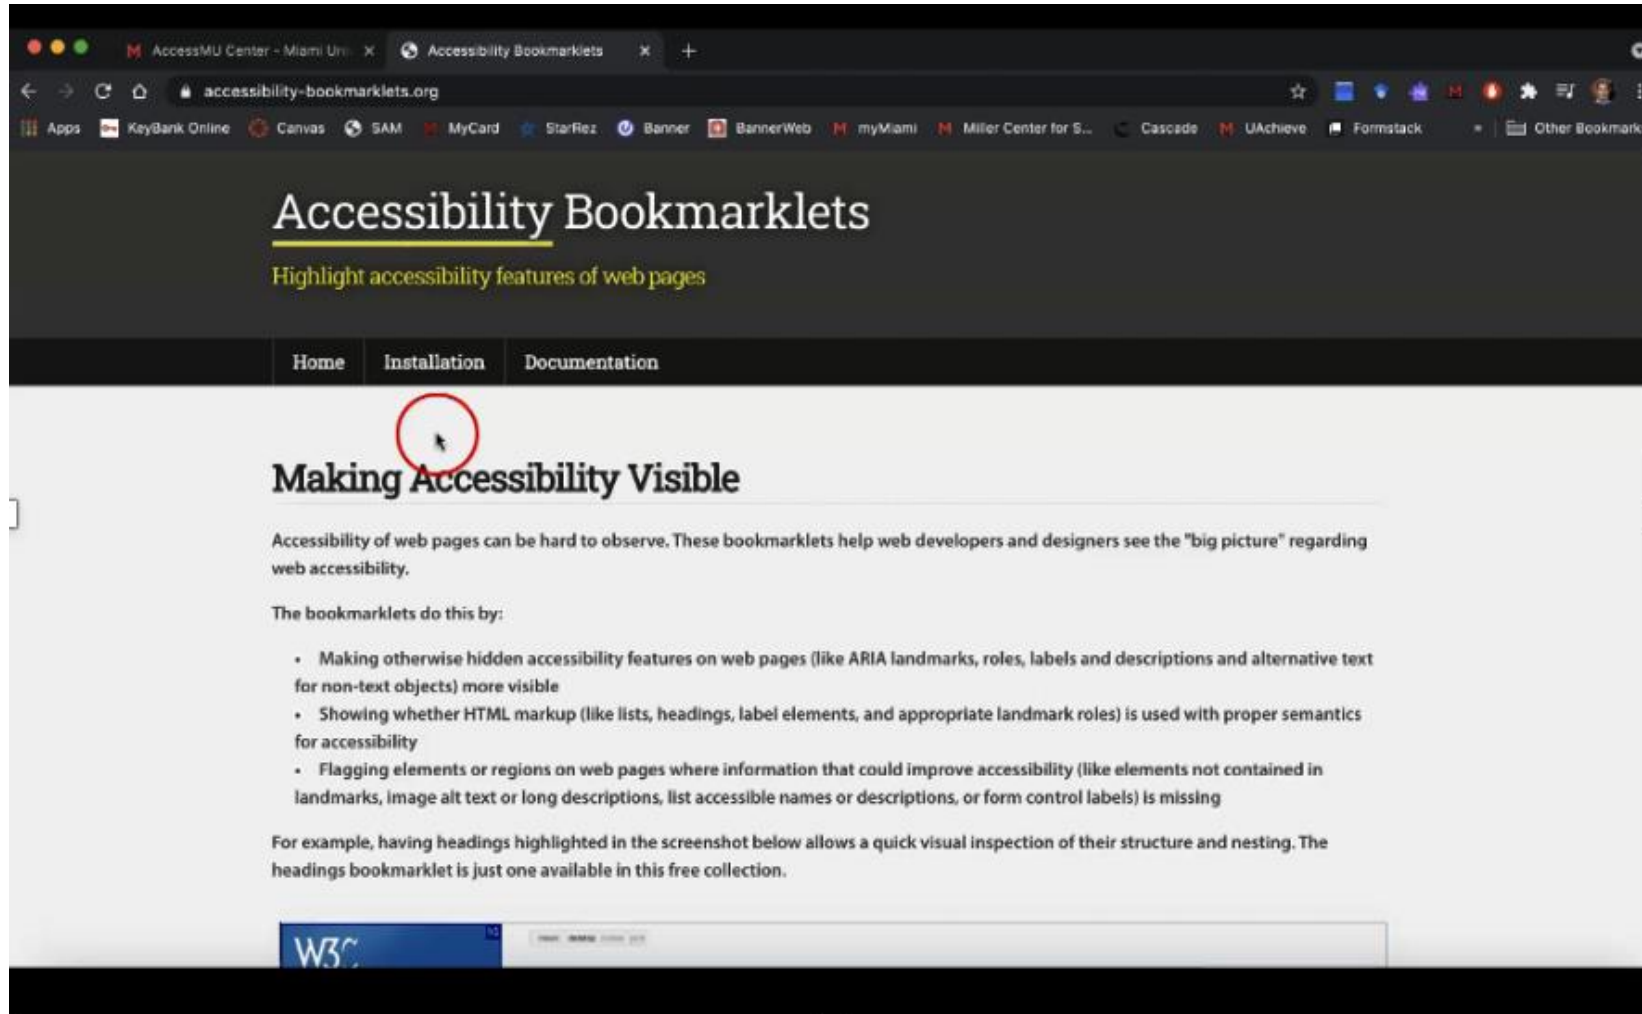 AccessMU Center - Miami Uni
Accessibility Bookmarklets
accessibility-bookmarklets.org
Apps KeyBank Online Canvas SAM MyCard StarRez Banner BannerWeb myMiami Miller Center for S... Cascade UAchieve Formstack » Other Bookmark
Accessibility Bookmarklets
Highlight accessibility features of web pages
Home Installation Documentation
Making Accessibility Visible
Accessibility of web pages can be hard to observe. These bookmarklets help web developers and designers see the "big picture" regarding
web accessibility.
The bookmarklets do this by:
• Making otherwise hidden accessibility features on web pages (like ARIA landmarks, roles, labels and descriptions and alternative text
for non-text objects) more visible
• Showing whether HTML markup (like lists, headings, label elements, and appropriate landmark roles) is used with proper semantics
for accessibility
• Flagging elements or regions on web pages where information that could improve accessibility (like elements not contained in
landmarks, image alt text or long descriptions, list accessible names or descriptions, or form control labels) is missing
For example, having headings highlighted in the screenshot below allows a quick visual inspection of their structure and nesting. The
headings bookmarklet is just one available in this free collection.
W3C